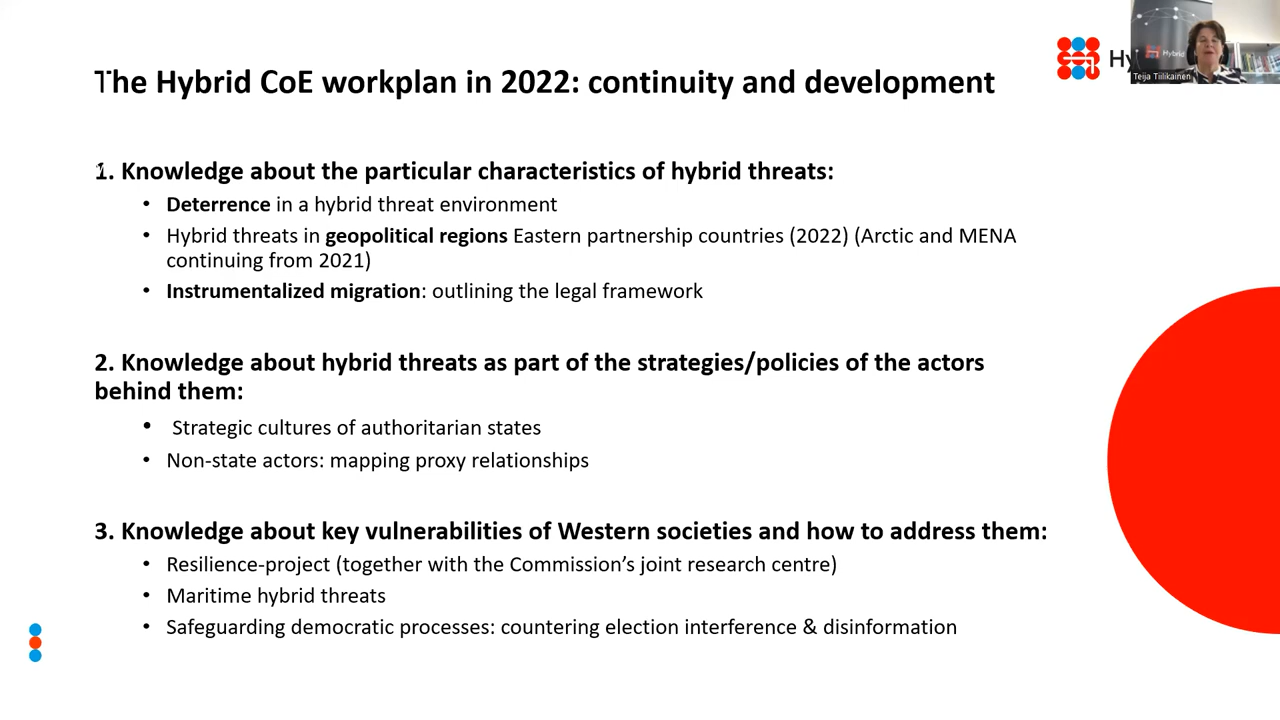 The Hybrid CoE workplan in 2022: continuity and development
Hy
Hybrid
Teija Tiilikainen
1. Knowledge about the particular characteristics of hybrid threats:
• Deterrence in a hybrid threat environment
• Hybrid threats in geopolitical regions Eastern partnership countries (2022) (Arctic and MENA
continuing from 2021)
• Instrumentalized migration: outlining the legal framework
2. Knowledge about hybrid threats as part of the strategies/policies of the actors
behind them:
• Strategic cultures of authoritarian states
• Non-state actors: mapping proxy relationships
3. Knowledge about key vulnerabilities of Western societies and how to address them:
• Resilience-project (together with the Commission’s joint research centre)
• Maritime hybrid threats
• Safeguarding democratic processes: countering election interference & disinformation